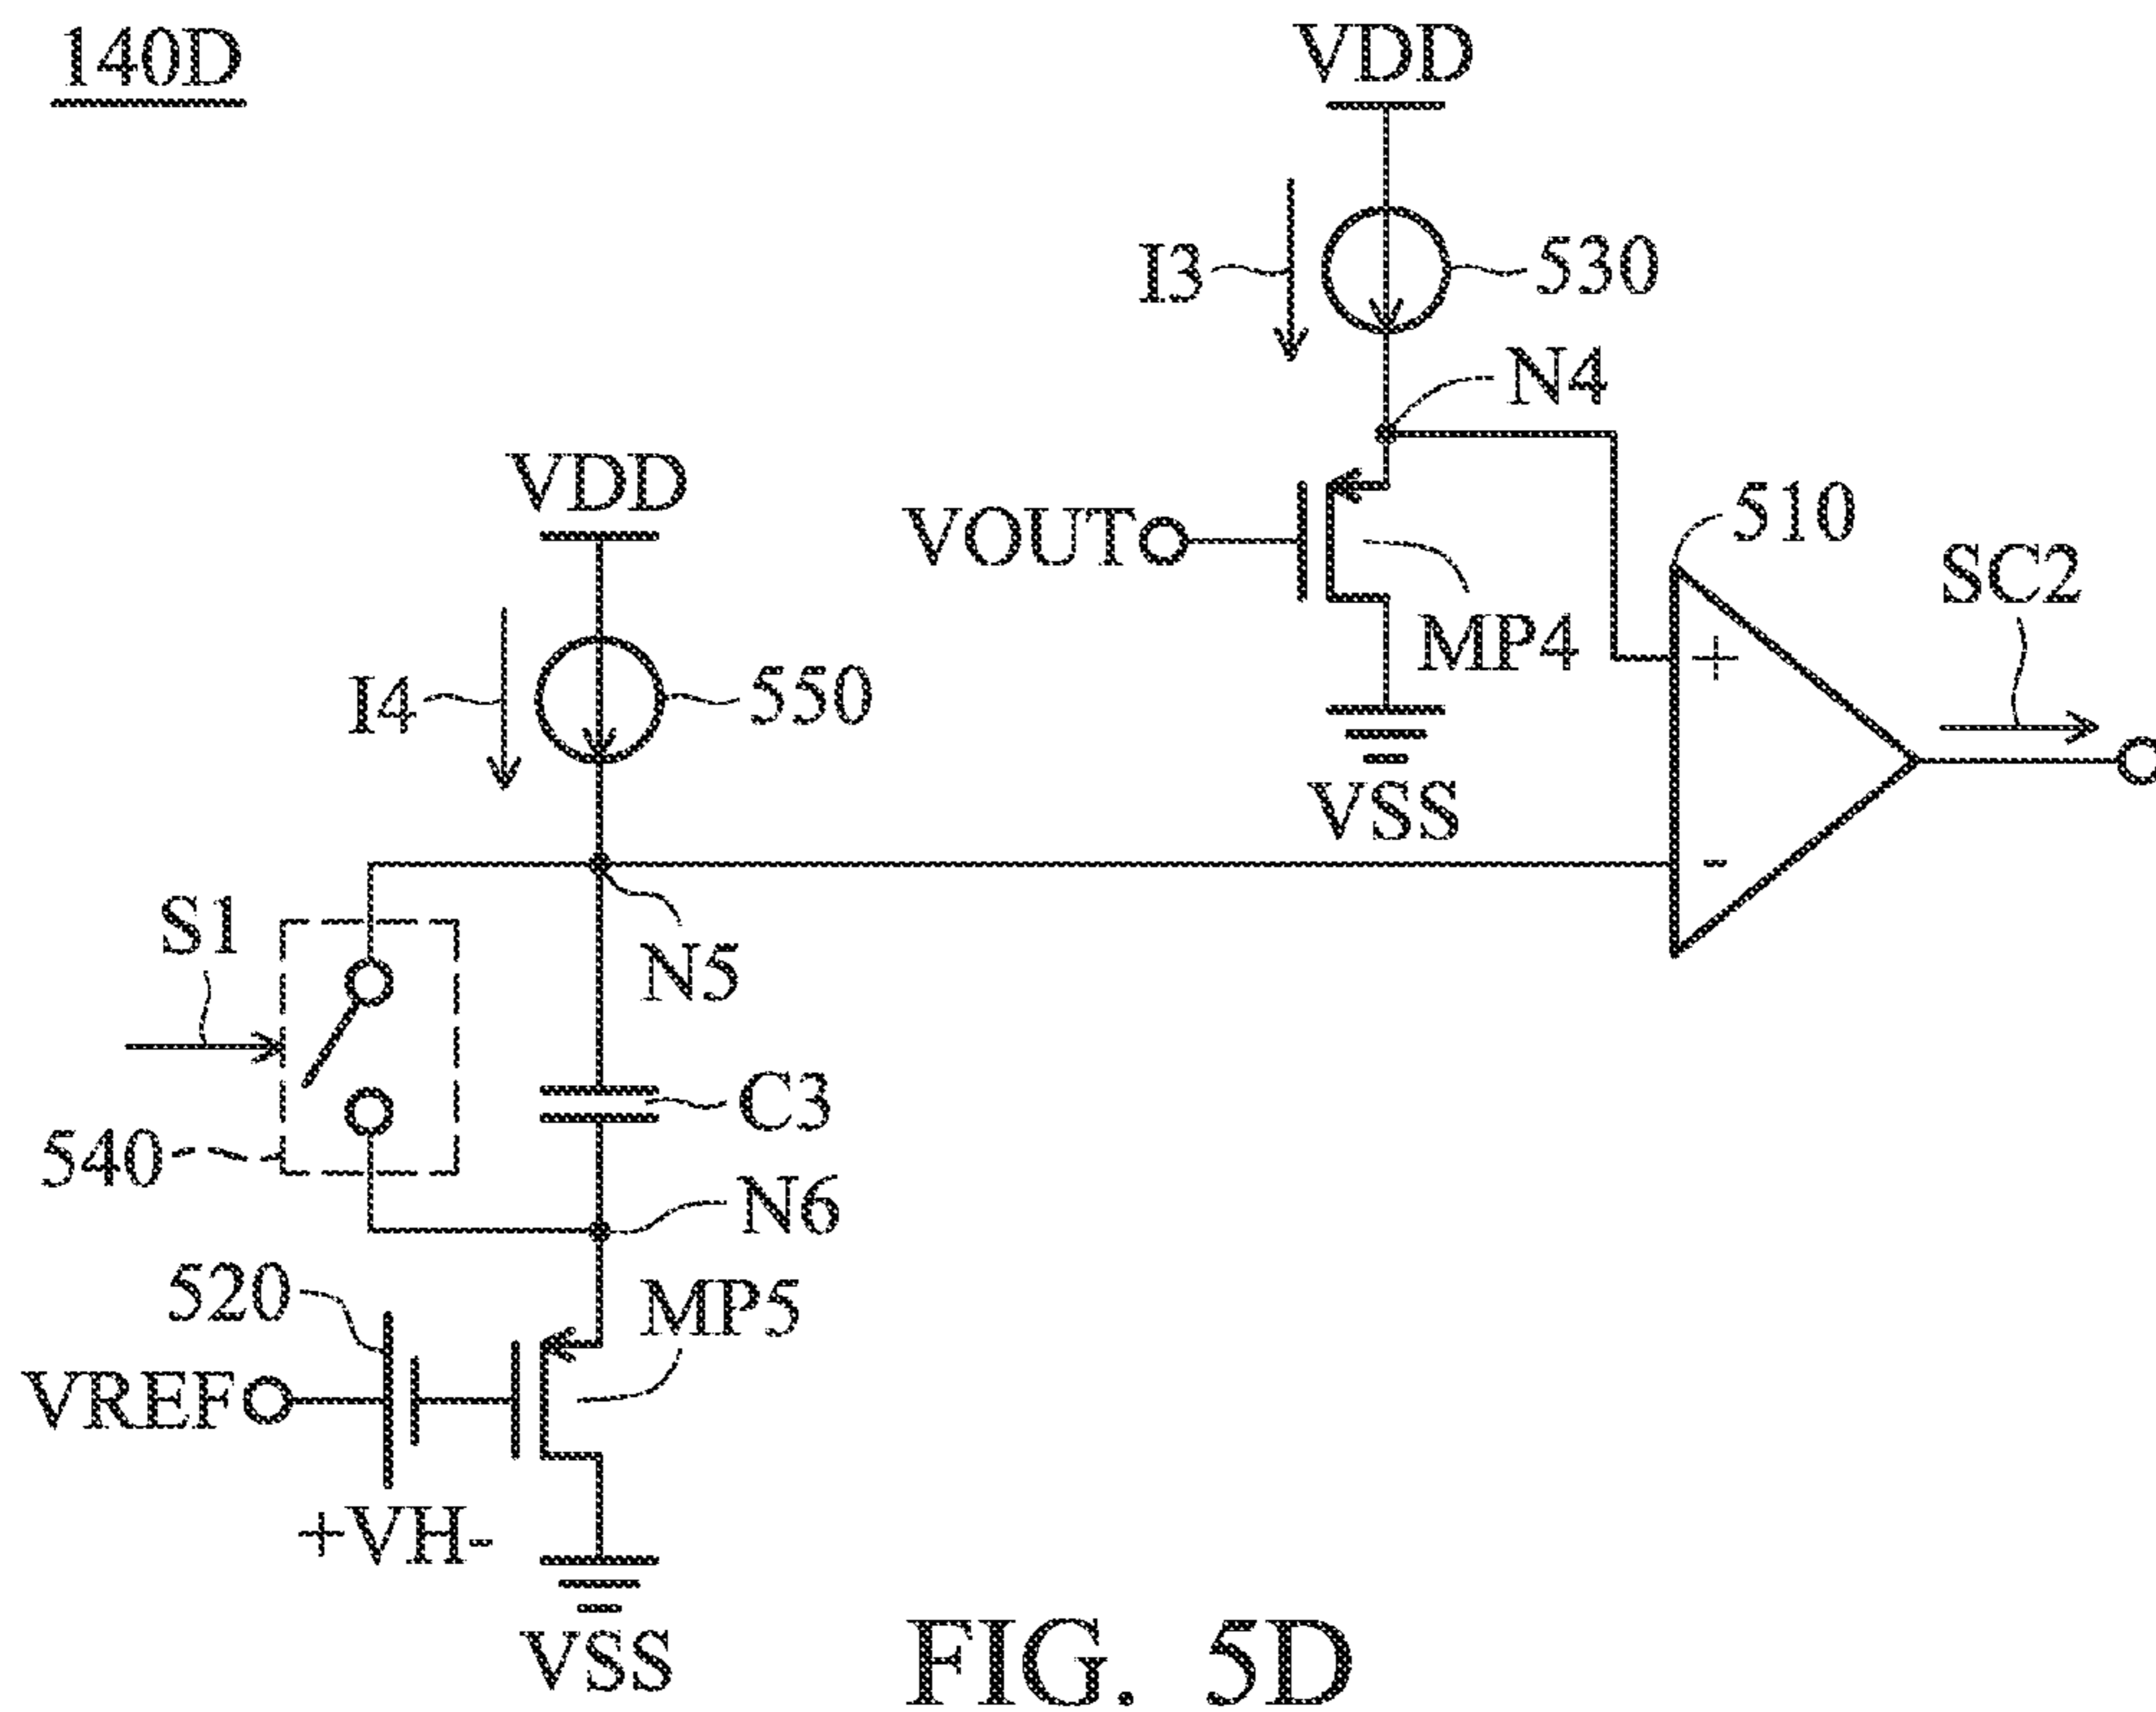 140D
VDD
I3
530
N4
VDD
VOUT
510
SC2
MP4
+
I4
550
VSS
-
S1
N5
C3
540
N6
520
MP5
VREF
+VH-
VSS
FIG. 5D